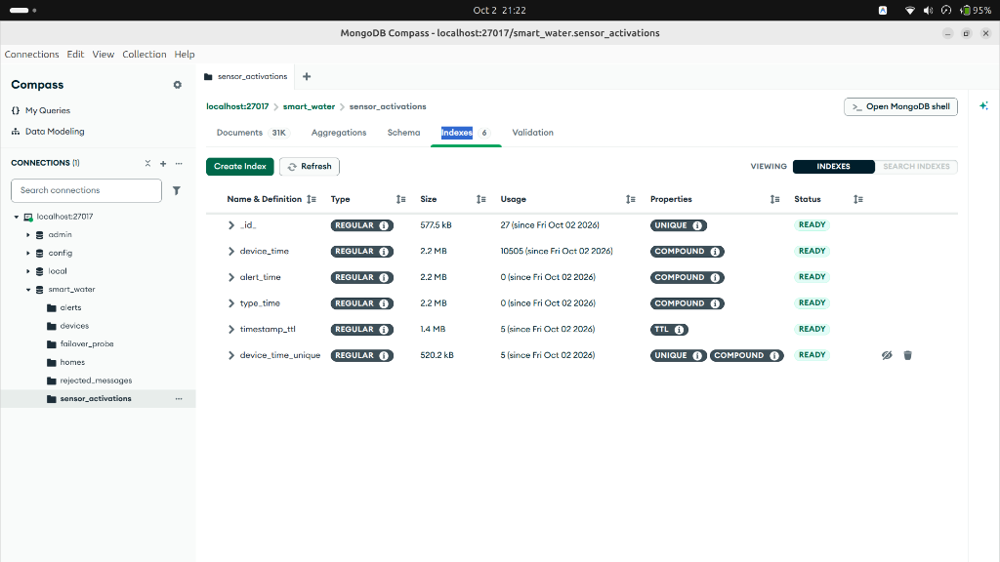 Oct 2 21:22
A
95%
MongoDB Compass - localhost:27017/smart_water.sensor_activations
Connections Edit View Collection Help
Compass
My Queries
Data Modeling
CONNECTIONS (1)
Search connections
localhost:27017
admin
config
local
smart_water
alerts
devices
failover_probe
homes
rejected_messages
sensor_activations
sensor_activations
localhost:27017 > smart_water > sensor_activations
>_ Open MongoDB shell
Documents 31K Aggregations Schema Indexes 6 Validation
Create Index Refresh VIEWING INDEXES SEARCH INDEXES
Name & Definition Type Size Usage Properties Status
_id_ REGULAR 577.5 kB 27 (since Fri Oct 02 2026) UNIQUE READY
device_time REGULAR 2.2 MB 10505 (since Fri Oct 02 2026) COMPOUND READY
alert_time REGULAR 2.2 MB 0 (since Fri Oct 02 2026) COMPOUND READY
type_time REGULAR 2.2 MB 0 (since Fri Oct 02 2026) COMPOUND READY
timestamp_ttl REGULAR 1.4 MB 5 (since Fri Oct 02 2026) TTL READY
device_time_unique REGULAR 520.2 kB 5 (since Fri Oct 02 2026) UNIQUE COMPOUND READY